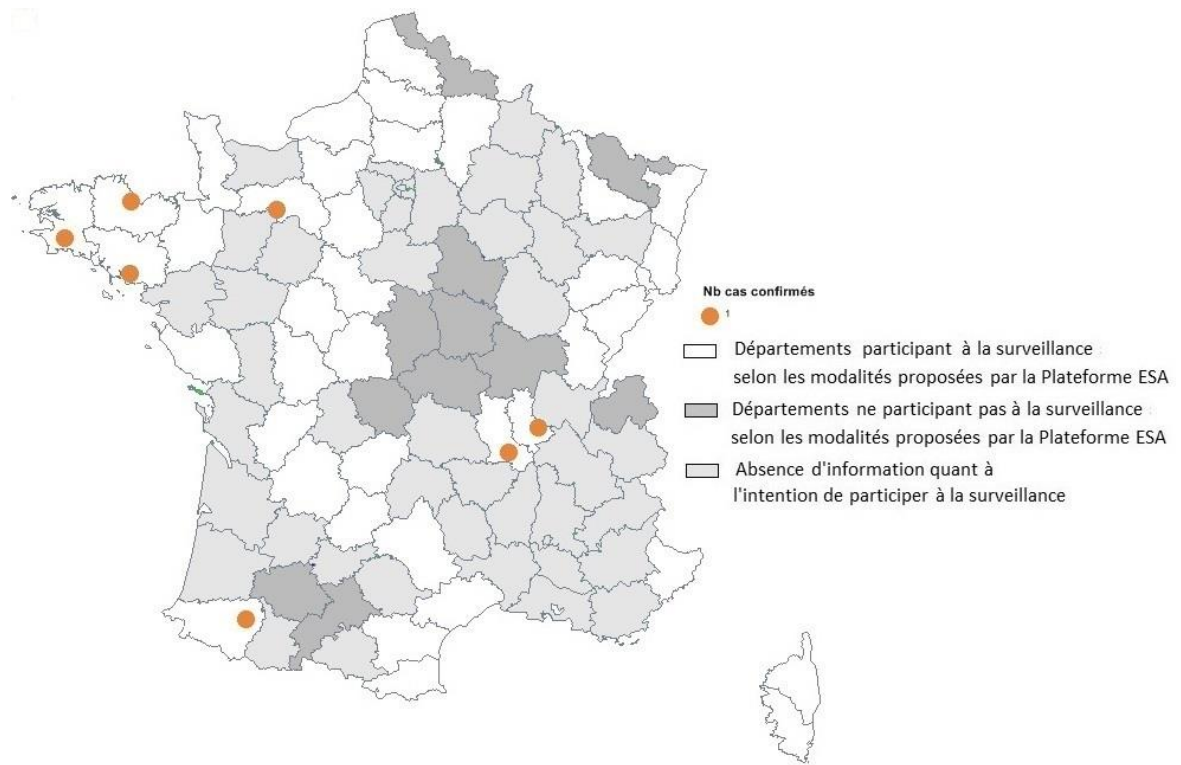 Nb cas confirmés
1
Départements participant à la surveillance
selon les modalités proposées par la Plateforme ESA
Départements ne participant pas à la surveillance
selon les modalités proposées par la Plateforme ESA
Absence d'information quant à
l'intention de participer à la surveillance